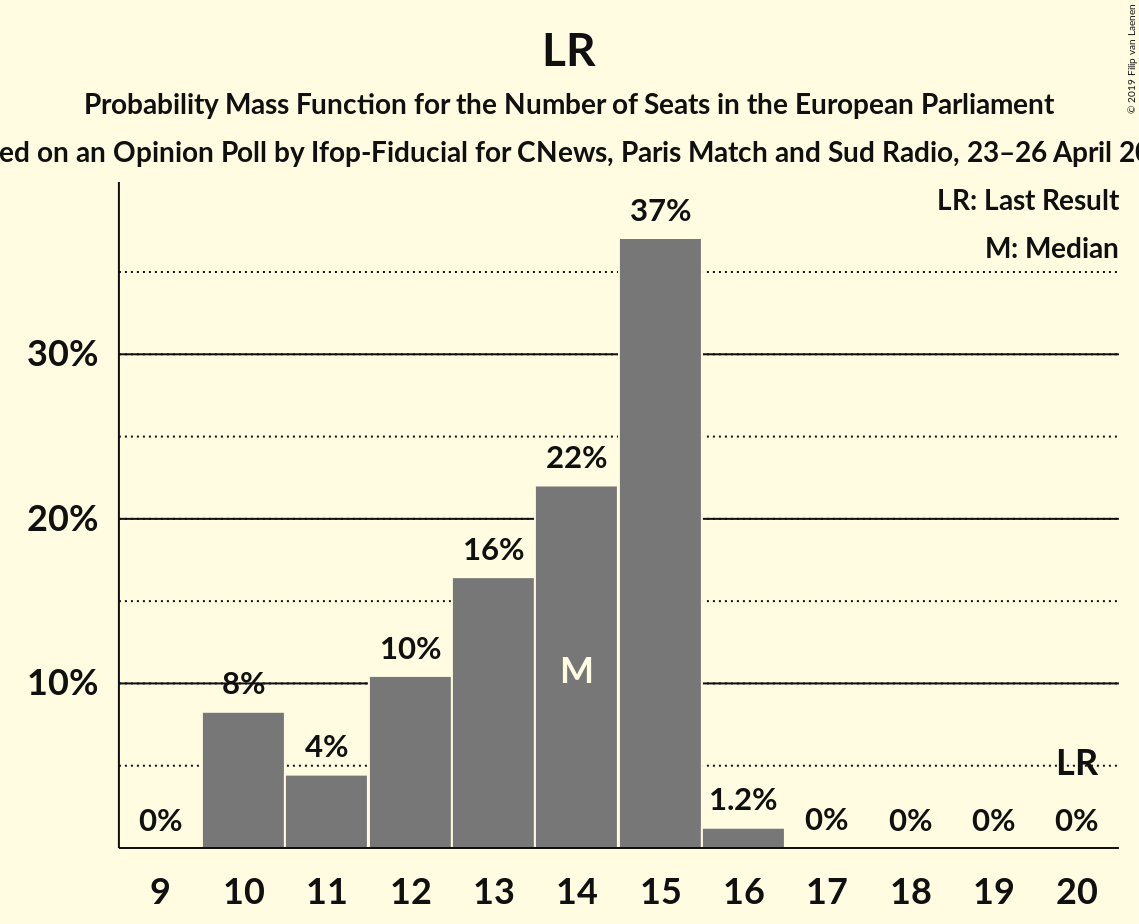 LR
Probability Mass Function for the Number of Seats in the European Parliament
ed on an Opinion Poll by Ifop-Fiducial for CNews, Paris Match and Sud Radio, 23–26 April 20
© 2019 Filip van Laenen
LR: Last Result
M: Median
37%
30%
22%
20%
16%
10%
10%
8%
M
4%
LR
1.2%
0%
0%
0%
0%
0%
9 10 11 12 13 14 15 16 17 18 19 20